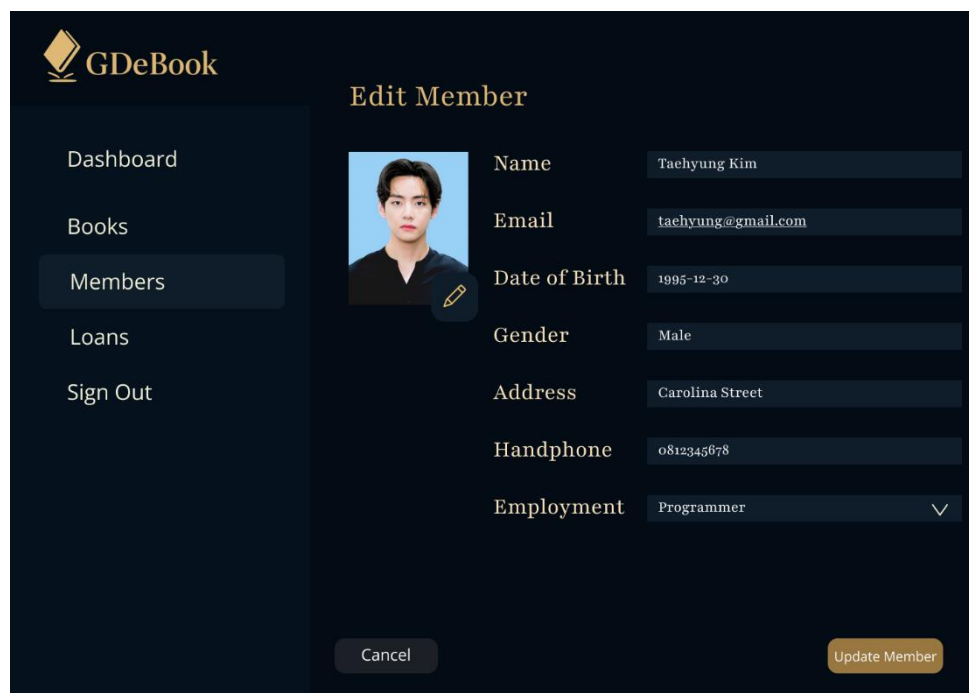 GDeBook
Edit Member
Dashboard
Books
Members
Loans
Sign Out
Name Taehyung Kim
Email taehyung@gmail.com
Date of Birth 1995-12-30
Gender Male
Address Carolina Street
Handphone 0812345678
Employment Programmer
Cancel
Update Member